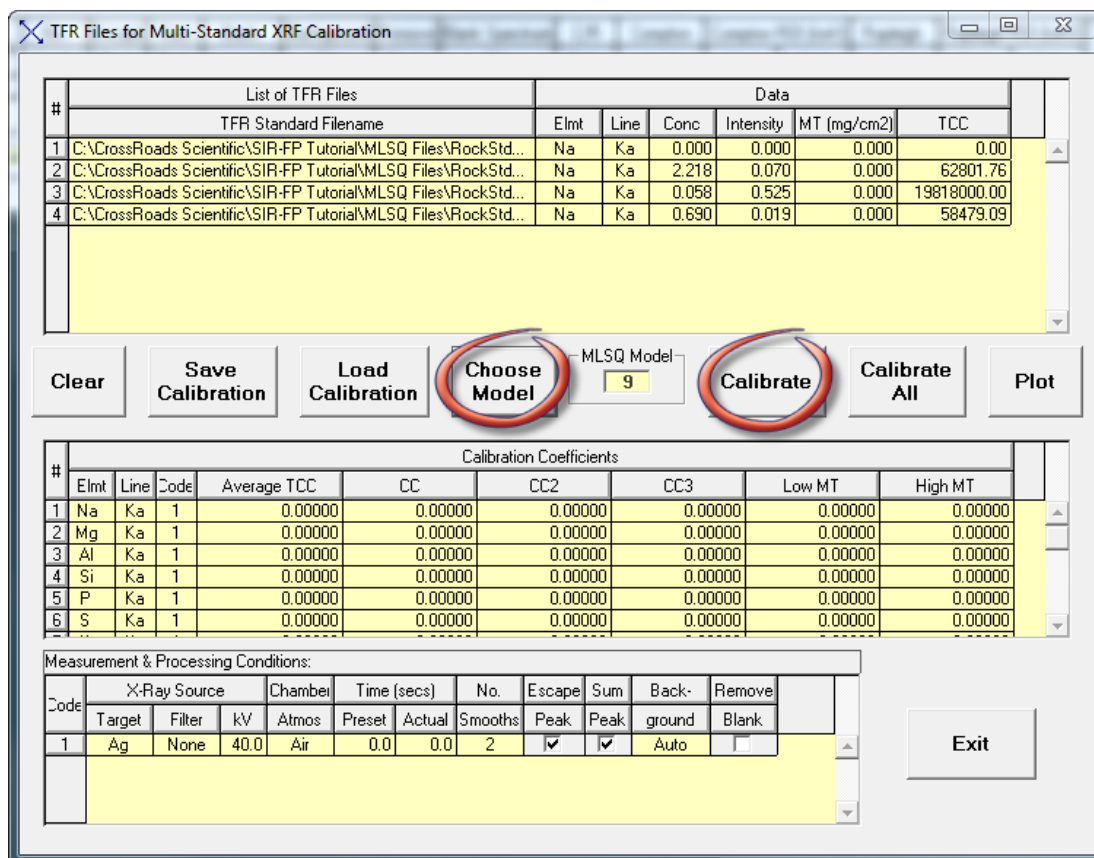 TFR Files for Multi-Standard XRF Calibration
# List of TFR Files Data
TFR Standard Filename Elmt Line Conc Intensity MT (mg/cm2) TCC
1 C:\CrossRoads Scientific\SIR-FP Tutorial\MLSQ Files\RockStd... Na Ka 0.000 0.000 0.000 0.00
2 C:\CrossRoads Scientific\SIR-FP Tutorial\MLSQ Files\RockStd... Na Ka 2.218 0.070 0.000 62801.76
3 C:\CrossRoads Scientific\SIR-FP Tutorial\MLSQ Files\RockStd... Na Ka 0.058 0.525 0.000 19818000.00
4 C:\CrossRoads Scientific\SIR-FP Tutorial\MLSQ Files\RockStd... Na Ka 0.690 0.019 0.000 58479.09
Clear
Save Calibration
Load Calibration
Choose Model
MLSQ Model
9
Calibrate
Calibrate All
Plot
# Calibration Coefficients
Elmt Line Code Average TCC CC CC2 CC3 Low MT High MT
1 Na Ka 1 0.00000 0.00000 0.00000 0.00000 0.00000 0.00000
2 Mg Ka 1 0.00000 0.00000 0.00000 0.00000 0.00000 0.00000
3 Al Ka 1 0.00000 0.00000 0.00000 0.00000 0.00000 0.00000
4 Si Ka 1 0.00000 0.00000 0.00000 0.00000 0.00000 0.00000
5 P Ka 1 0.00000 0.00000 0.00000 0.00000 0.00000 0.00000
6 S Ka 1 0.00000 0.00000 0.00000 0.00000 0.00000 0.00000
Measurement & Processing Conditions:
Code X-Ray Source Chamber Time (secs) No. Escape Sum Back- Remove
Target Filter kV Atmos Preset Actual Smooths Peak Peak ground Blank
1 Ag None 40.0 Air 0.0 0.0 2 Auto
Exit